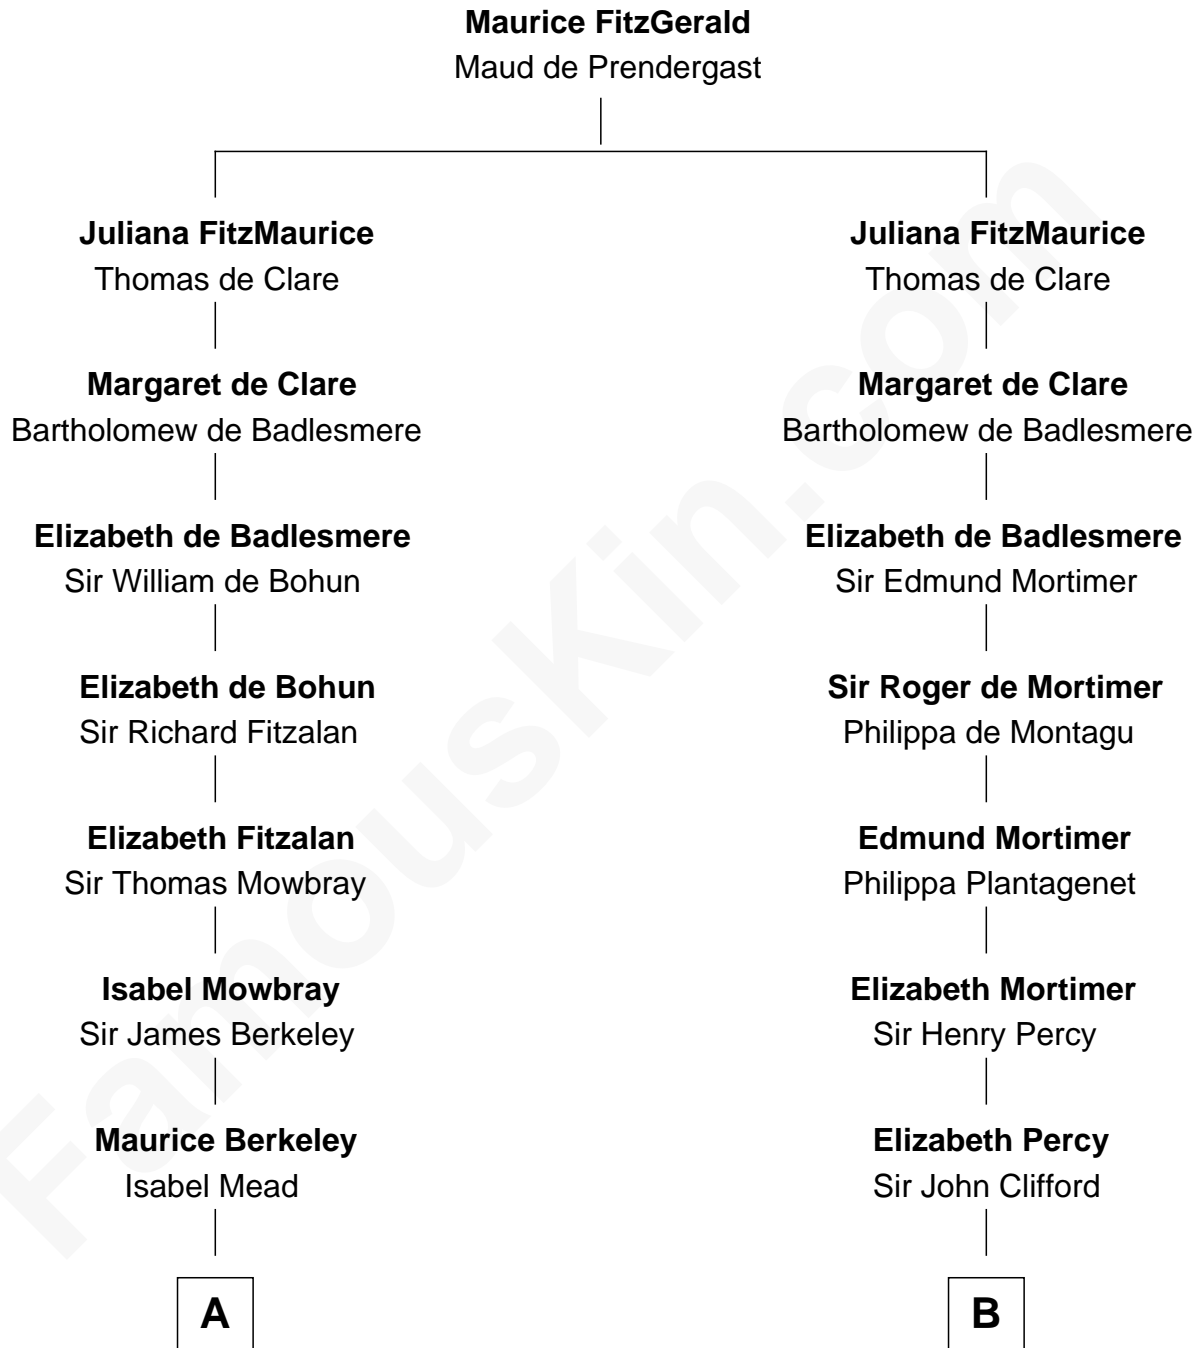 Maurice FitzGerald
Maud de Prendergast
Juliana FitzMaurice
Thomas de Clare
Juliana FitzMaurice
Thomas de Clare
Margaret de Clare
Bartholomew de Badlesmere
Margaret de Clare
Bartholomew de Badlesmere
Elizabeth de Badlesmere
Sir William de Bohun
Elizabeth de Badlesmere
Sir Edmund Mortimer
Elizabeth de Bohun
Sir Richard Fitzalan
Sir Roger de Mortimer
Philippa de Montagu
Elizabeth Fitzalan
Sir Thomas Mowbray
Edmund Mortimer
Philippa Plantagenet
Isabel Mowbray
Sir James Berkeley
Elizabeth Mortimer
Sir Henry Percy
Maurice Berkeley
Isabel Mead
Elizabeth Percy
Sir John Clifford
A
B
FamousKin.com